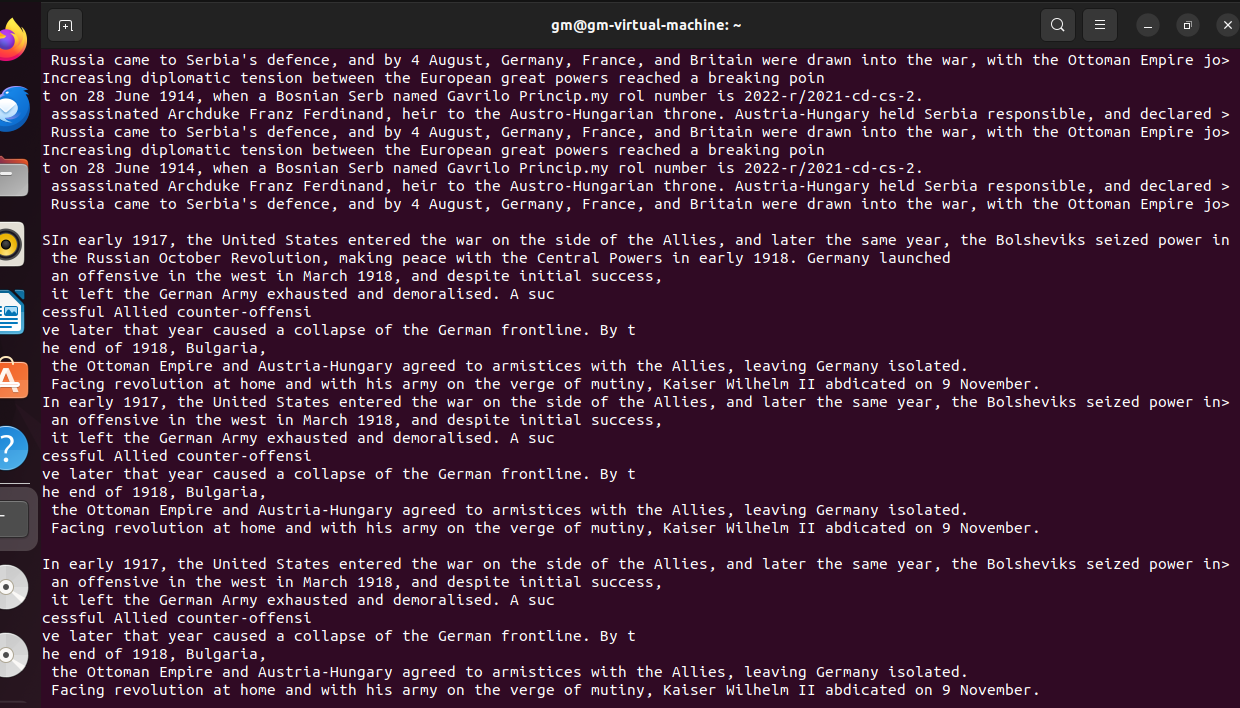 gm@gm-virtual-machine: ~
Russia came to Serbia's defence, and by 4 August, Germany, France, and Britain were drawn into the war, with the Ottoman Empire jo>
Increasing diplomatic tension between the European great powers reached a breaking poin
t on 28 June 1914, when a Bosnian Serb named Gavrilo Princip.my rol number is 2022-r/2021-cd-cs-2.
assassinated Archduke Franz Ferdinand, heir to the Austro-Hungarian throne. Austria-Hungary held Serbia responsible, and declared >
Russia came to Serbia's defence, and by 4 August, Germany, France, and Britain were drawn into the war, with the Ottoman Empire jo>
Increasing diplomatic tension between the European great powers reached a breaking poin
t on 28 June 1914, when a Bosnian Serb named Gavrilo Princip.my rol number is 2022-r/2021-cd-cs-2.
assassinated Archduke Franz Ferdinand, heir to the Austro-Hungarian throne. Austria-Hungary held Serbia responsible, and declared >
Russia came to Serbia's defence, and by 4 August, Germany, France, and Britain were drawn into the war, with the Ottoman Empire jo>
SIn early 1917, the United States entered the war on the side of the Allies, and later the same year, the Bolsheviks seized power in
the Russian October Revolution, making peace with the Central Powers in early 1918. Germany launched
an offensive in the west in March 1918, and despite initial success,
it left the German Army exhausted and demoralised. A suc
cessful Allied counter-offensi
ve later that year caused a collapse of the German frontline. By t
he end of 1918, Bulgaria,
the Ottoman Empire and Austria-Hungary agreed to armistices with the Allies, leaving Germany isolated.
Facing revolution at home and with his army on the verge of mutiny, Kaiser Wilhelm II abdicated on 9 November.
In early 1917, the United States entered the war on the side of the Allies, and later the same year, the Bolsheviks seized power in>
an offensive in the west in March 1918, and despite initial success,
it left the German Army exhausted and demoralised. A suc
cessful Allied counter-offensi
ve later that year caused a collapse of the German frontline. By t
he end of 1918, Bulgaria,
the Ottoman Empire and Austria-Hungary agreed to armistices with the Allies, leaving Germany isolated.
Facing revolution at home and with his army on the verge of mutiny, Kaiser Wilhelm II abdicated on 9 November.
In early 1917, the United States entered the war on the side of the Allies, and later the same year, the Bolsheviks seized power in>
an offensive in the west in March 1918, and despite initial success,
it left the German Army exhausted and demoralised. A suc
cessful Allied counter-offensi
ve later that year caused a collapse of the German frontline. By t
he end of 1918, Bulgaria,
the Ottoman Empire and Austria-Hungary agreed to armistices with the Allies, leaving Germany isolated.
Facing revolution at home and with his army on the verge of mutiny, Kaiser Wilhelm II abdicated on 9 November.